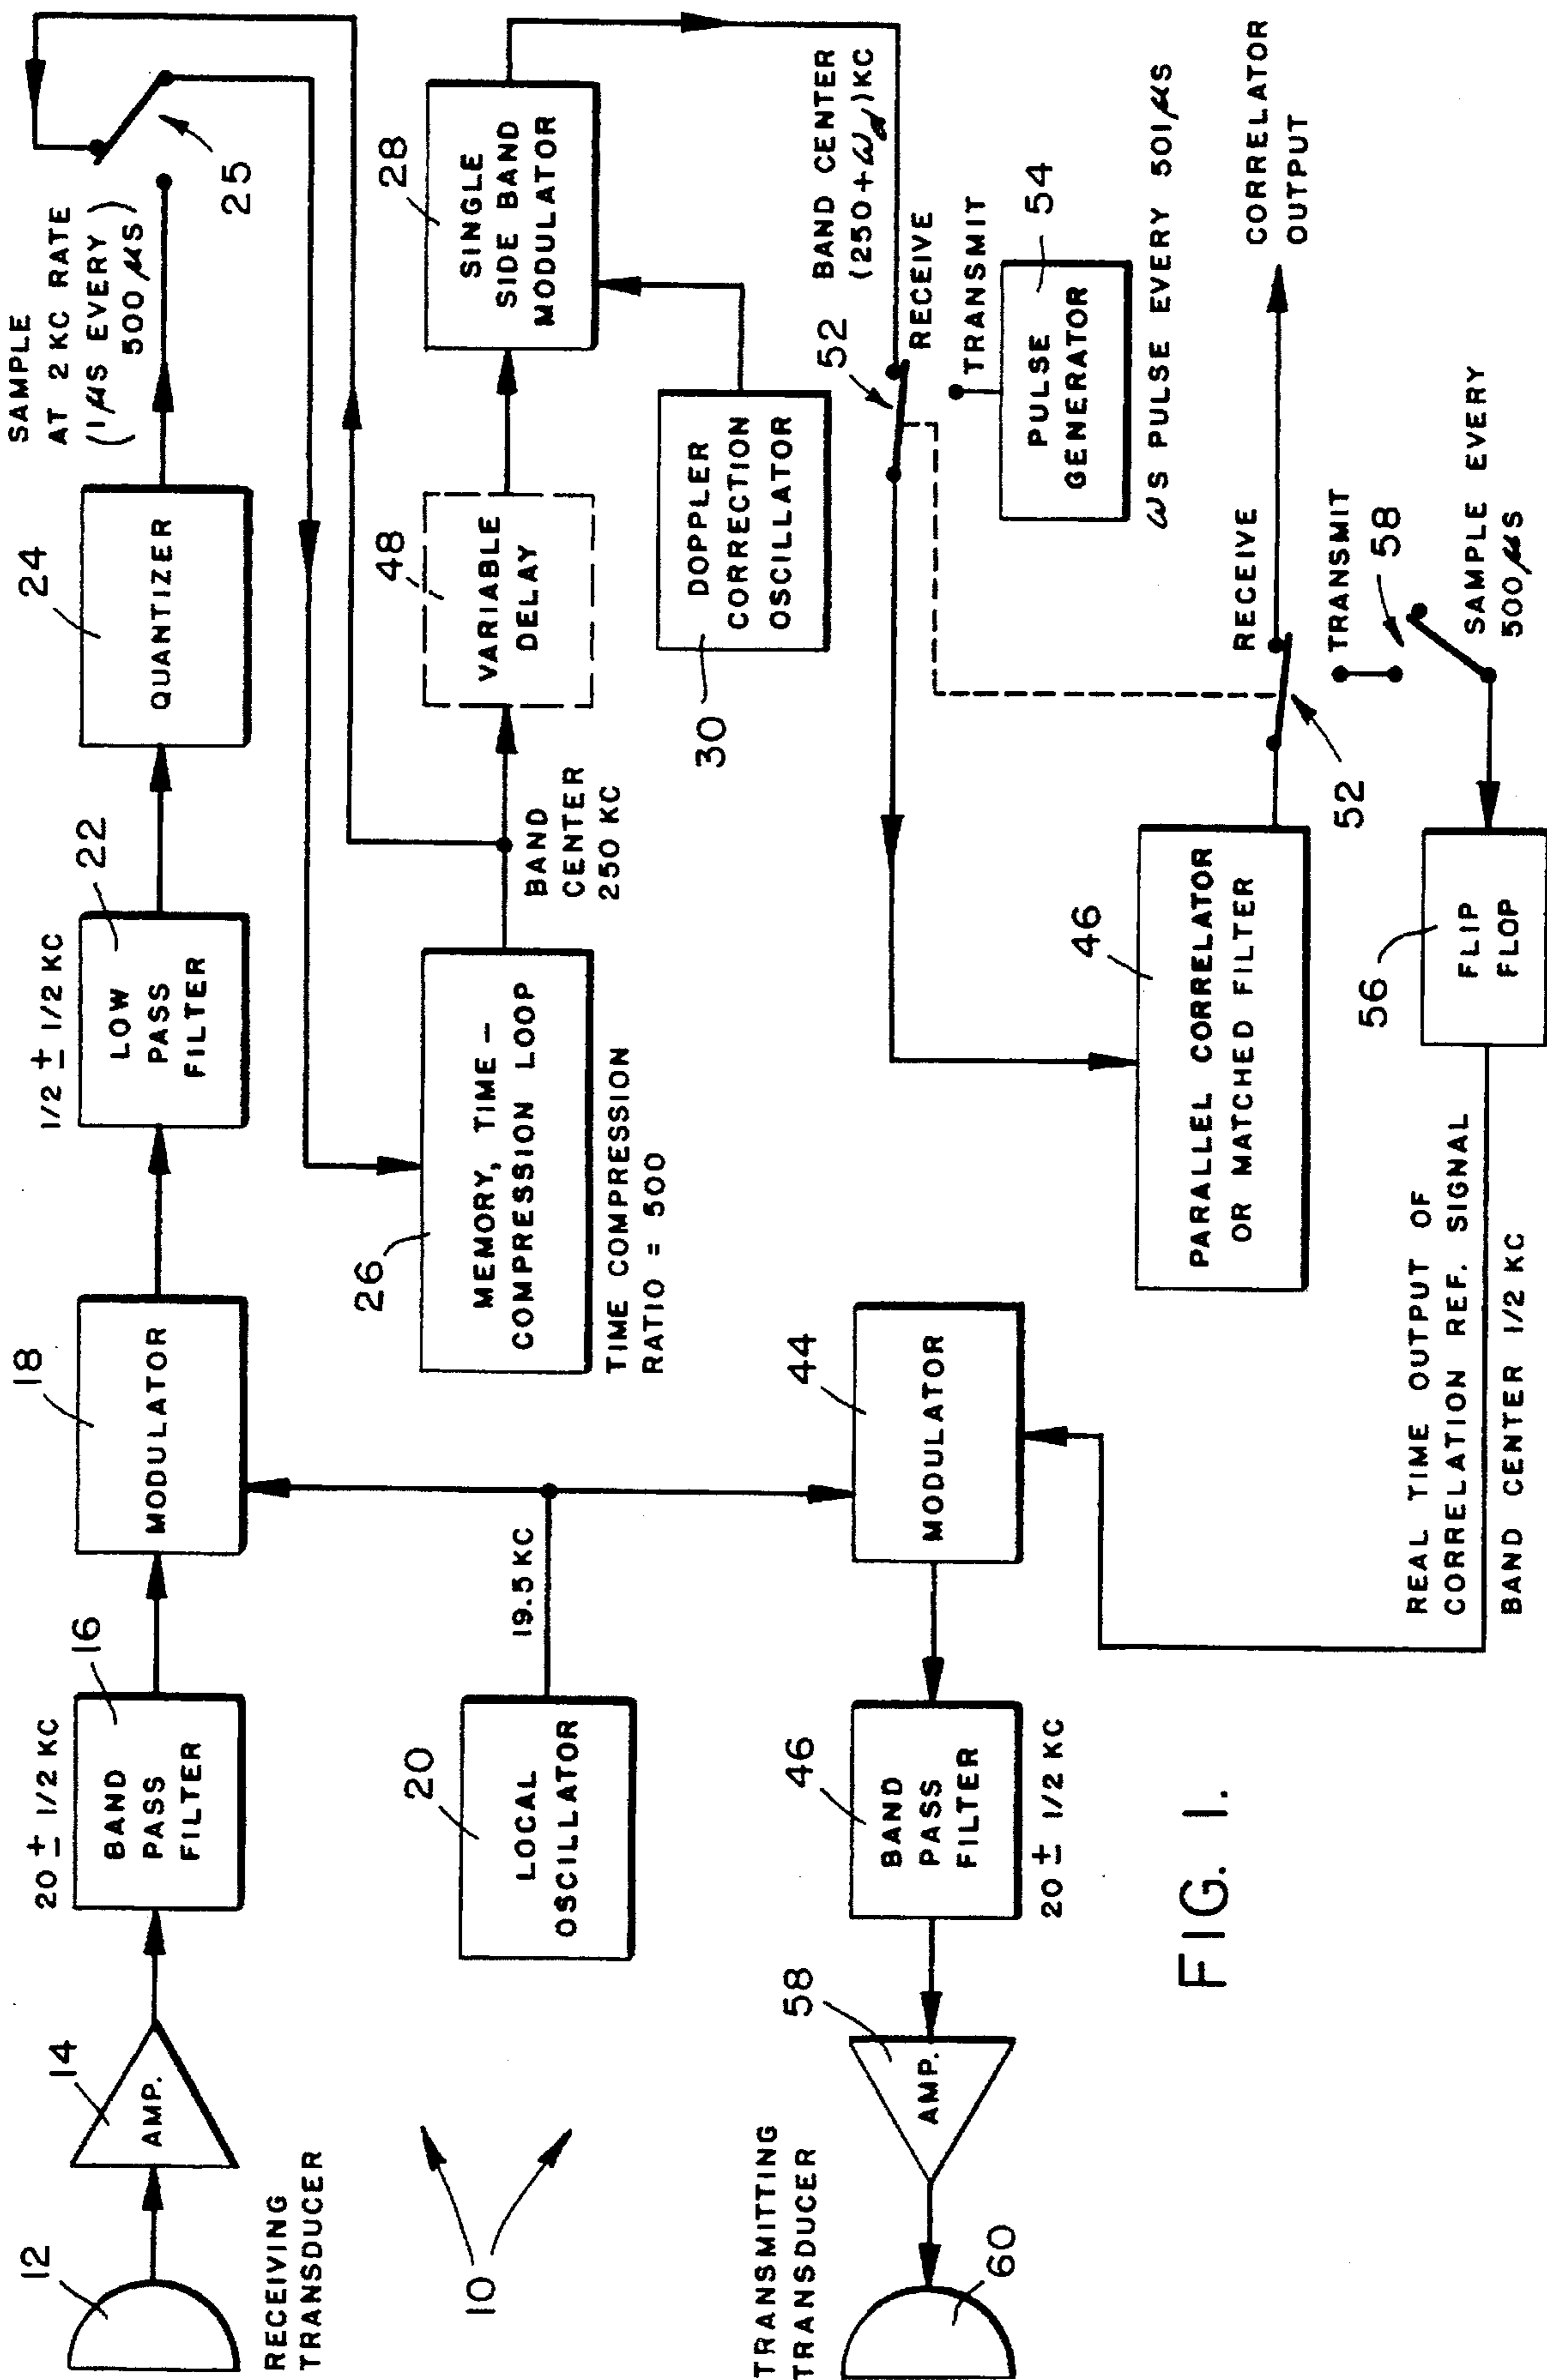 12
RECEIVING
TRANSDUCER
14
AMP.
20 ± 1/2 KC
16
BAND
PASS
FILTER
18
MODULATOR
1/2 ± 1/2 KC
22
LOW
PASS
FILTER
24
QUANTIZER
SAMPLE
AT 2 KC RATE
(1 μS EVERY)
500 μS
25
10
20
LOCAL
OSCILLATOR
19.5 KC
26
MEMORY, TIME –
COMPRESSION LOOP
TIME COMPRESSION
RATIO = 500
BAND
CENTER
250 KC
48
VARIABLE
DELAY
28
SINGLE
SIDE BAND
MODULATOR
30
DOPPLER
CORRECTION
OSCILLATOR
BAND CENTER
(250 + ωd) KC
52
RECEIVE
TRANSMIT
54
PULSE
GENERATOR
ωS PULSE EVERY 501 μS
TRANSMITTING
TRANSDUCER
60
58
AMP.
46
BAND
PASS
FILTER
20 ± 1/2 KC
44
MODULATOR
46
PARALLEL CORRELATOR
OR MATCHED FILTER
52
RECEIVE
CORRELATOR
OUTPUT
TRANSMIT
58
SAMPLE EVERY
500 μS
56
FLIP
FLOP
REAL TIME OUTPUT OF
CORRELATION REF. SIGNAL
BAND CENTER 1/2 KC
FIG. 1.